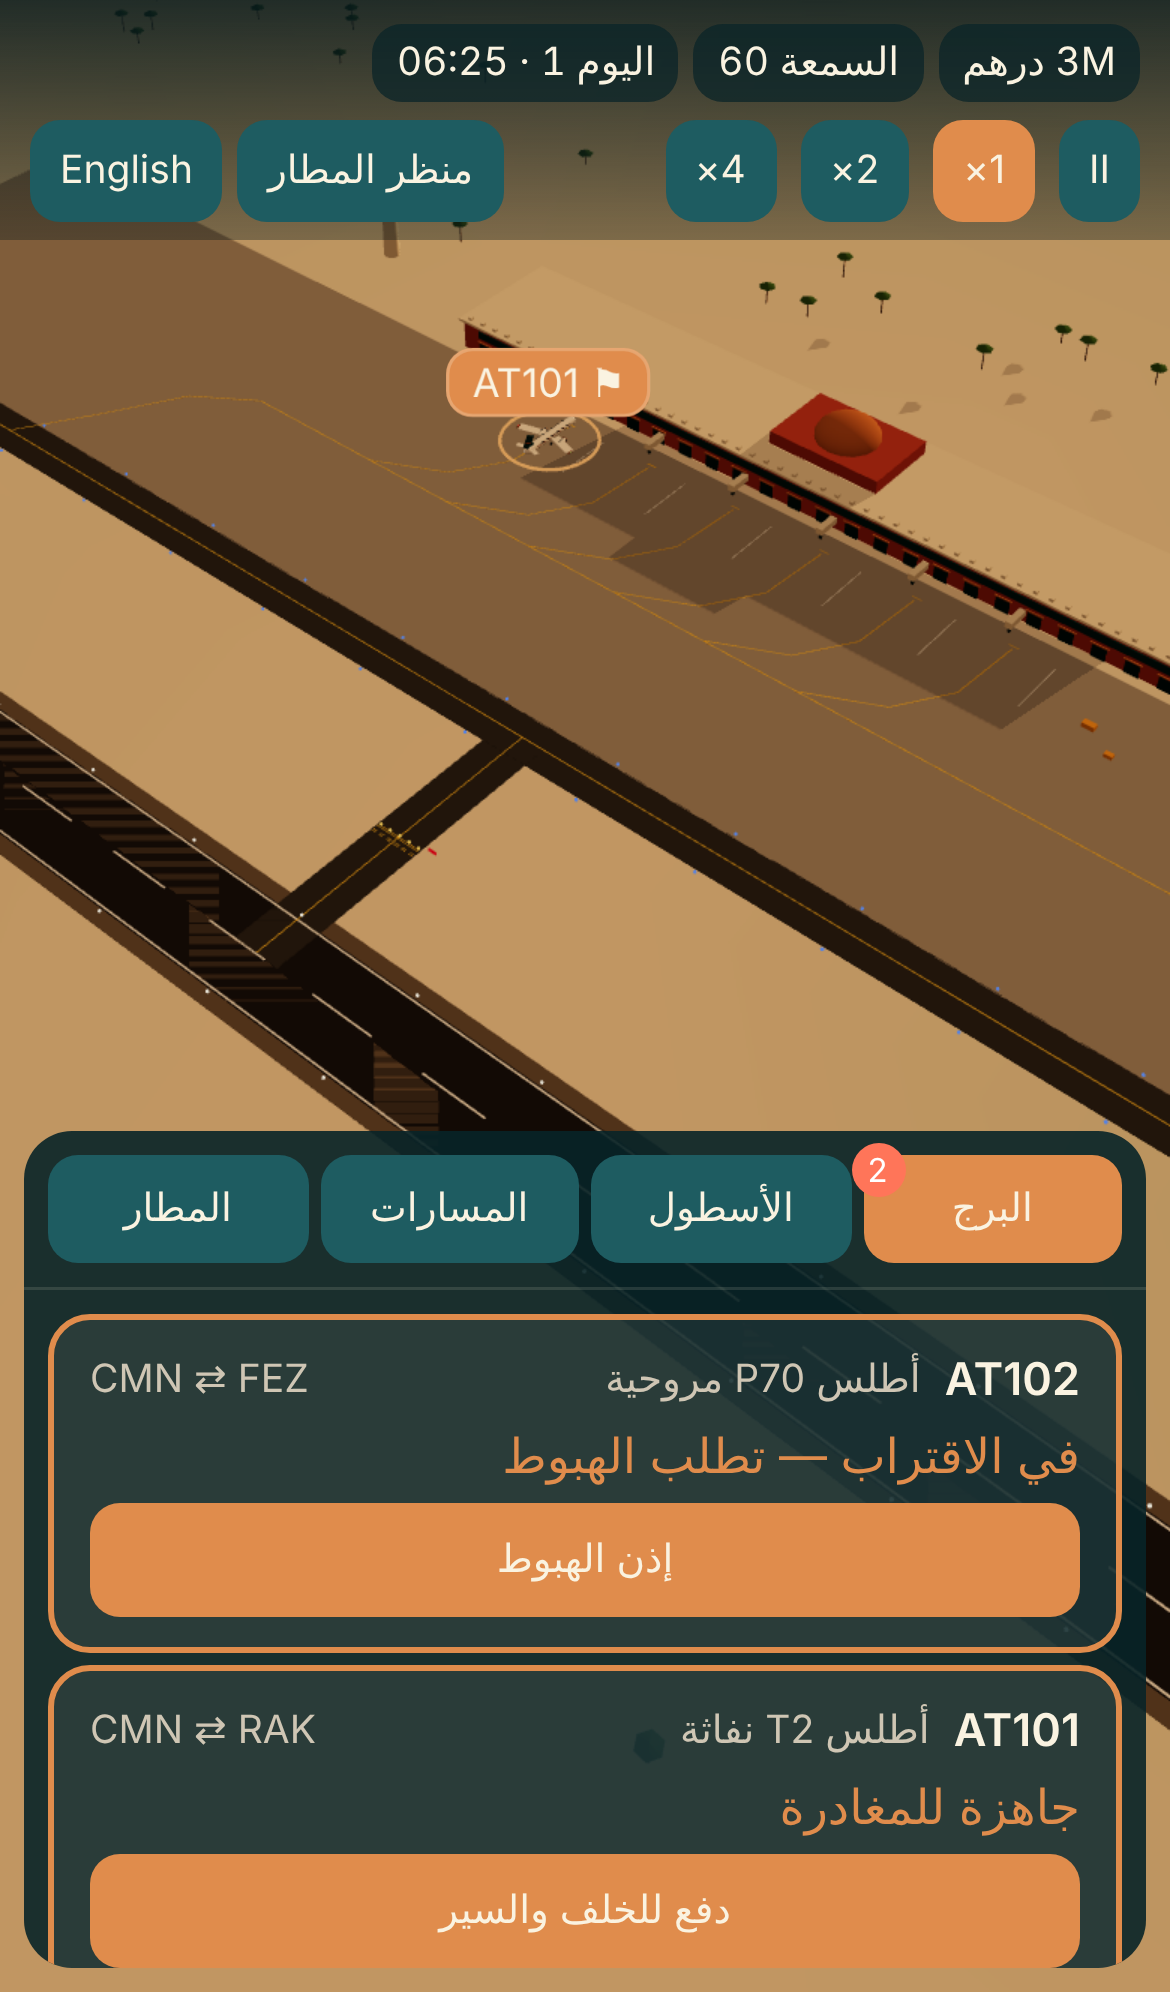 3M درهم
السمعة 60
اليوم 1 · 06:25
II
×1
×2
×4
منظر المطار
English
AT101 ⚑
البرج
2
الأسطول
المسارات
المطار
AT102 أطلس P70 مروحية
CMN ⇄ FEZ
في الاقتراب — تطلب الهبوط
إذن الهبوط
AT101 أطلس T2 نفاثة
CMN ⇄ RAK
جاهزة للمغادرة
دفع للخلف والسير